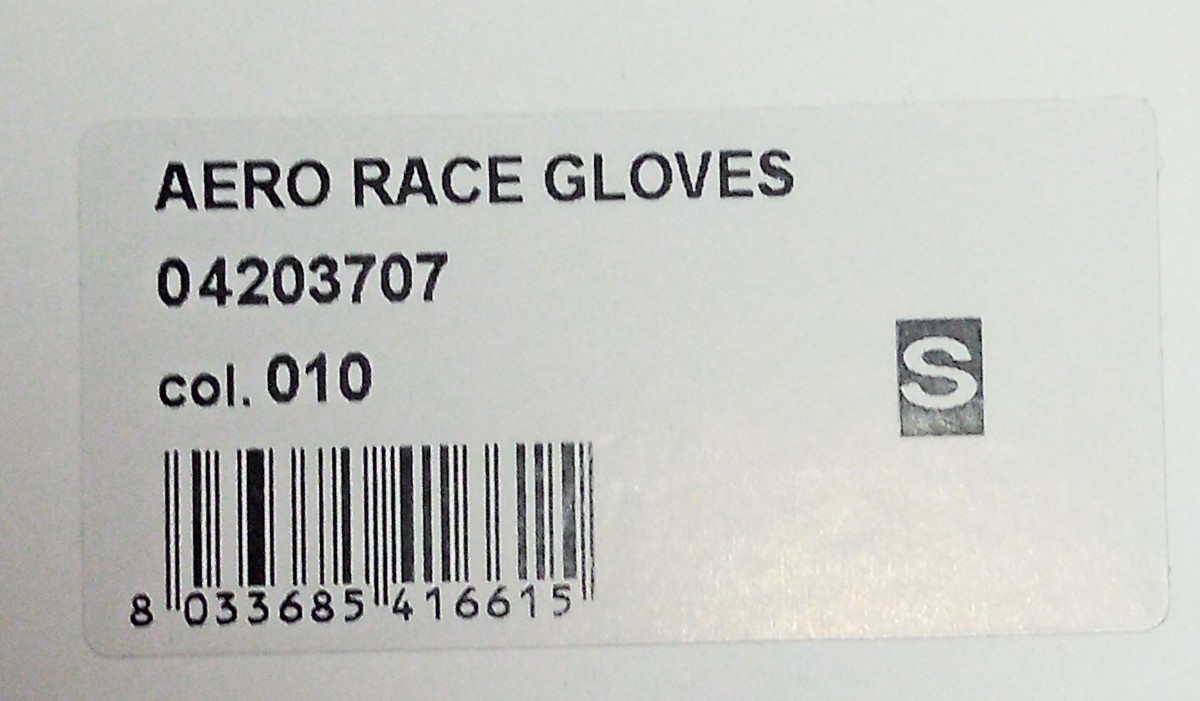 AERO RACE GLOVES
04203707
col. 010
S
8 033685 416615